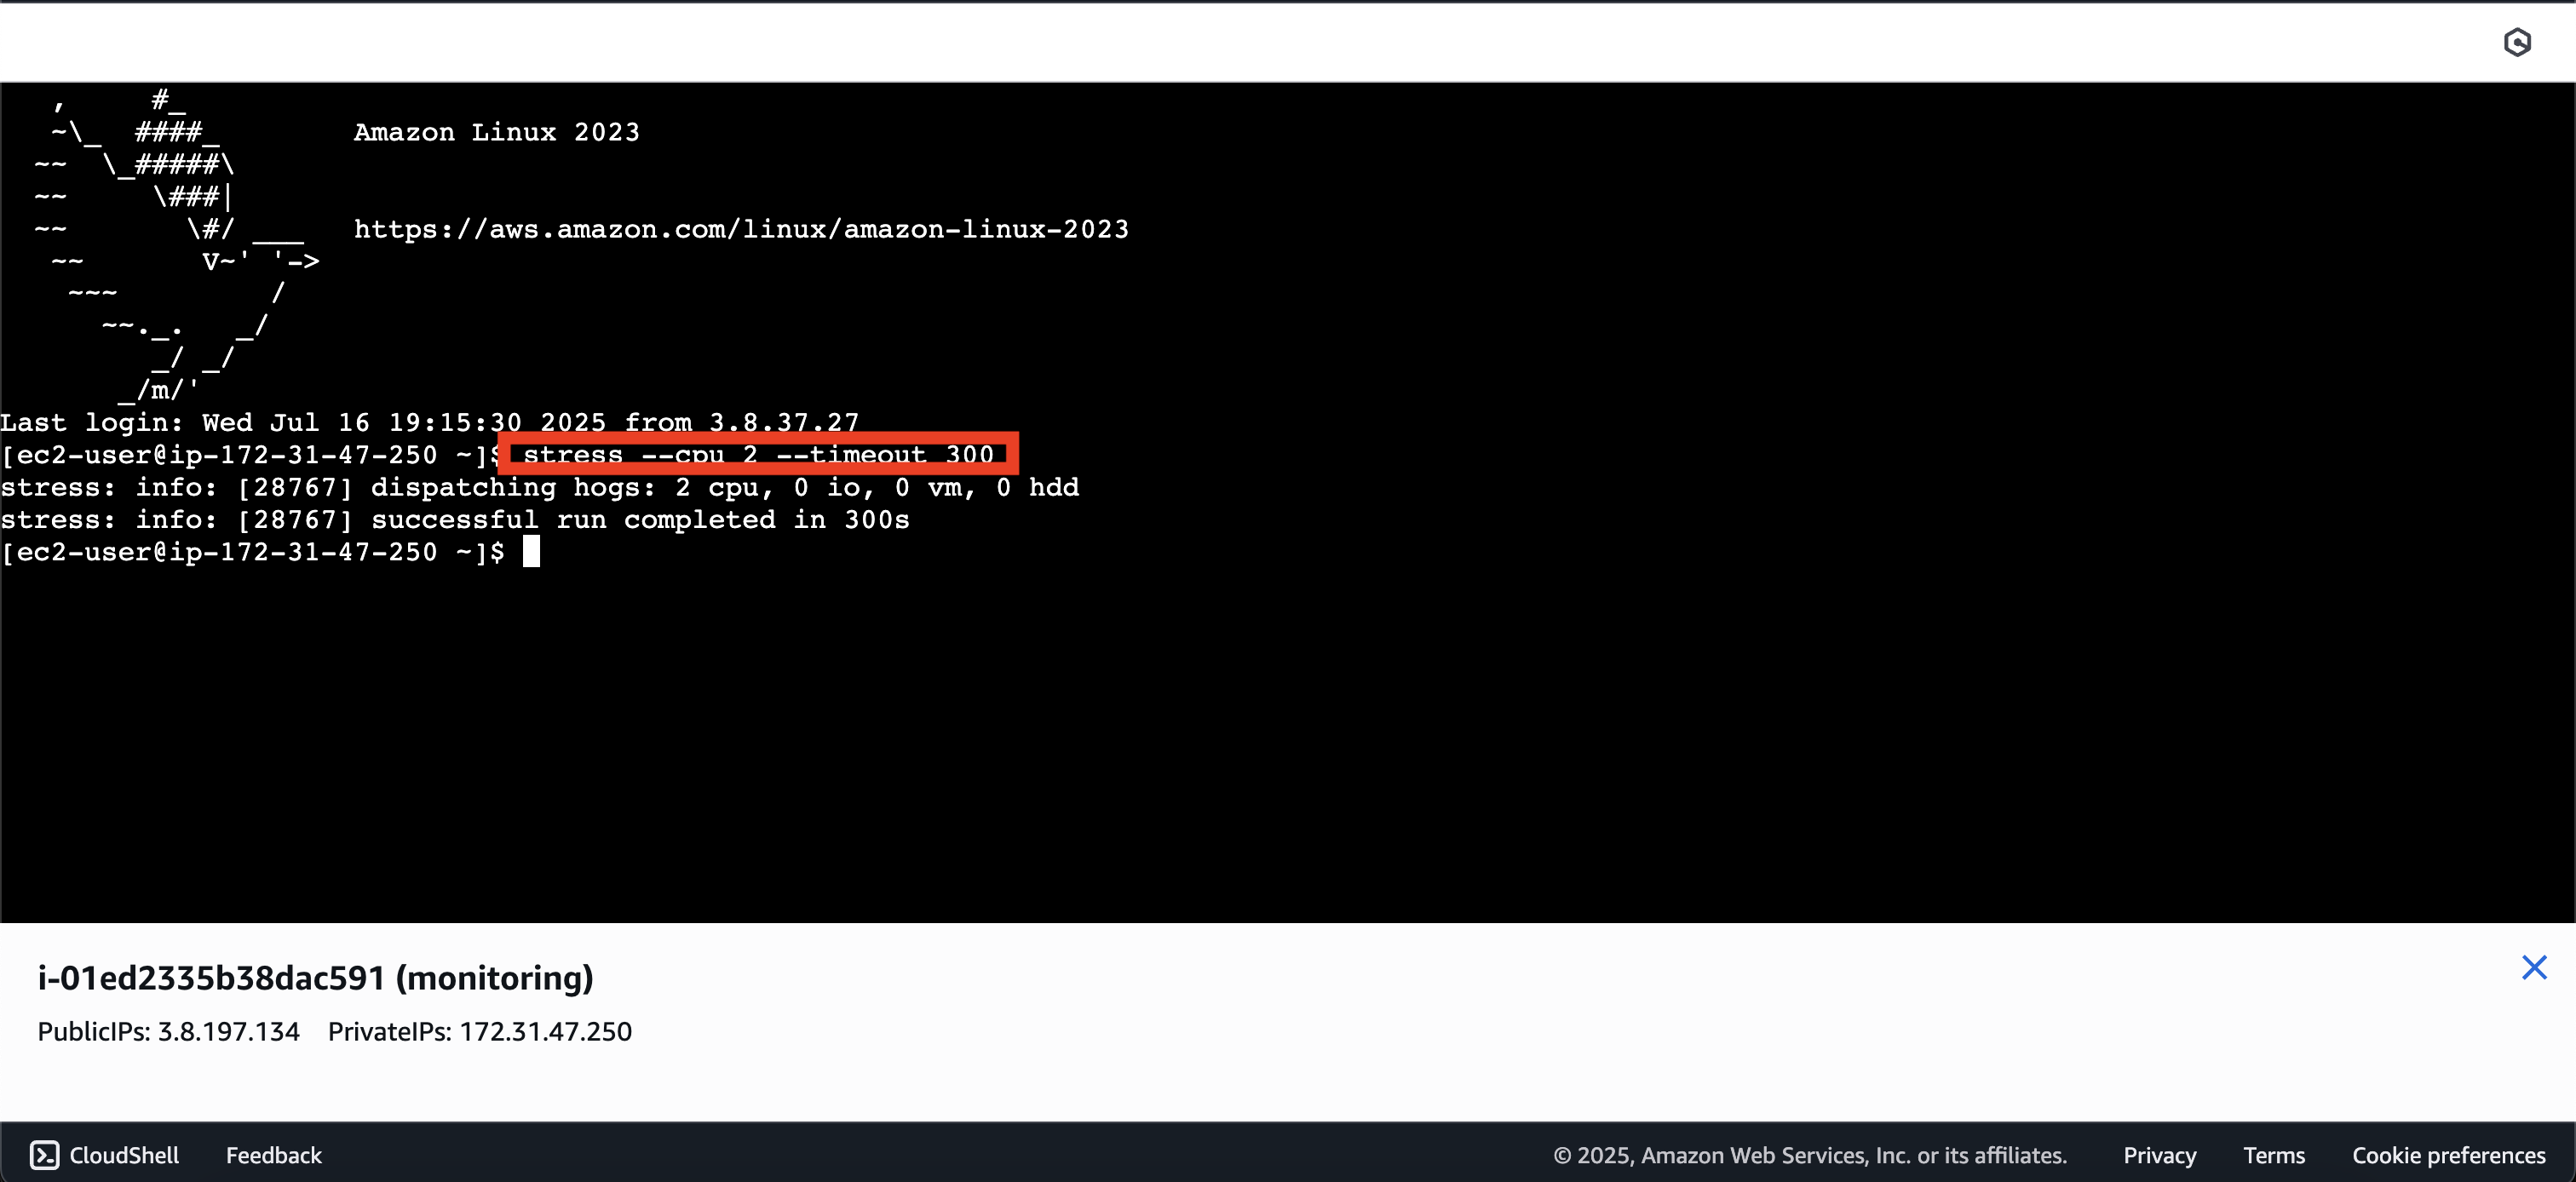 ,     #_
   ~\_  ####_        Amazon Linux 2023
  ~~  \_#####\
  ~~     \###|
  ~~       \#/ ___   https://aws.amazon.com/linux/amazon-linux-2023
   ~~       V~' '->
    ~~~         /
      ~~._.   _/
         _/ _/
       _/m/'
Last login: Wed Jul 16 19:15:30 2025 from 3.8.37.27
[ec2-user@ip-172-31-47-250 ~]$ stress --cpu 2 --timeout 300
stress: info: [28767] dispatching hogs: 2 cpu, 0 io, 0 vm, 0 hdd
stress: info: [28767] successful run completed in 300s
[ec2-user@ip-172-31-47-250 ~]$
i-01ed2335b38dac591 (monitoring)
PublicIPs: 3.8.197.134 PrivateIPs: 172.31.47.250
CloudShell Feedback © 2025, Amazon Web Services, Inc. or its affiliates. Privacy Terms Cookie preferences